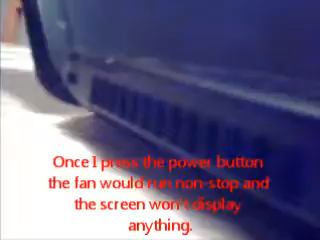 Once I press the power button
the fan would run non-stop and
the screen won't display
anything.